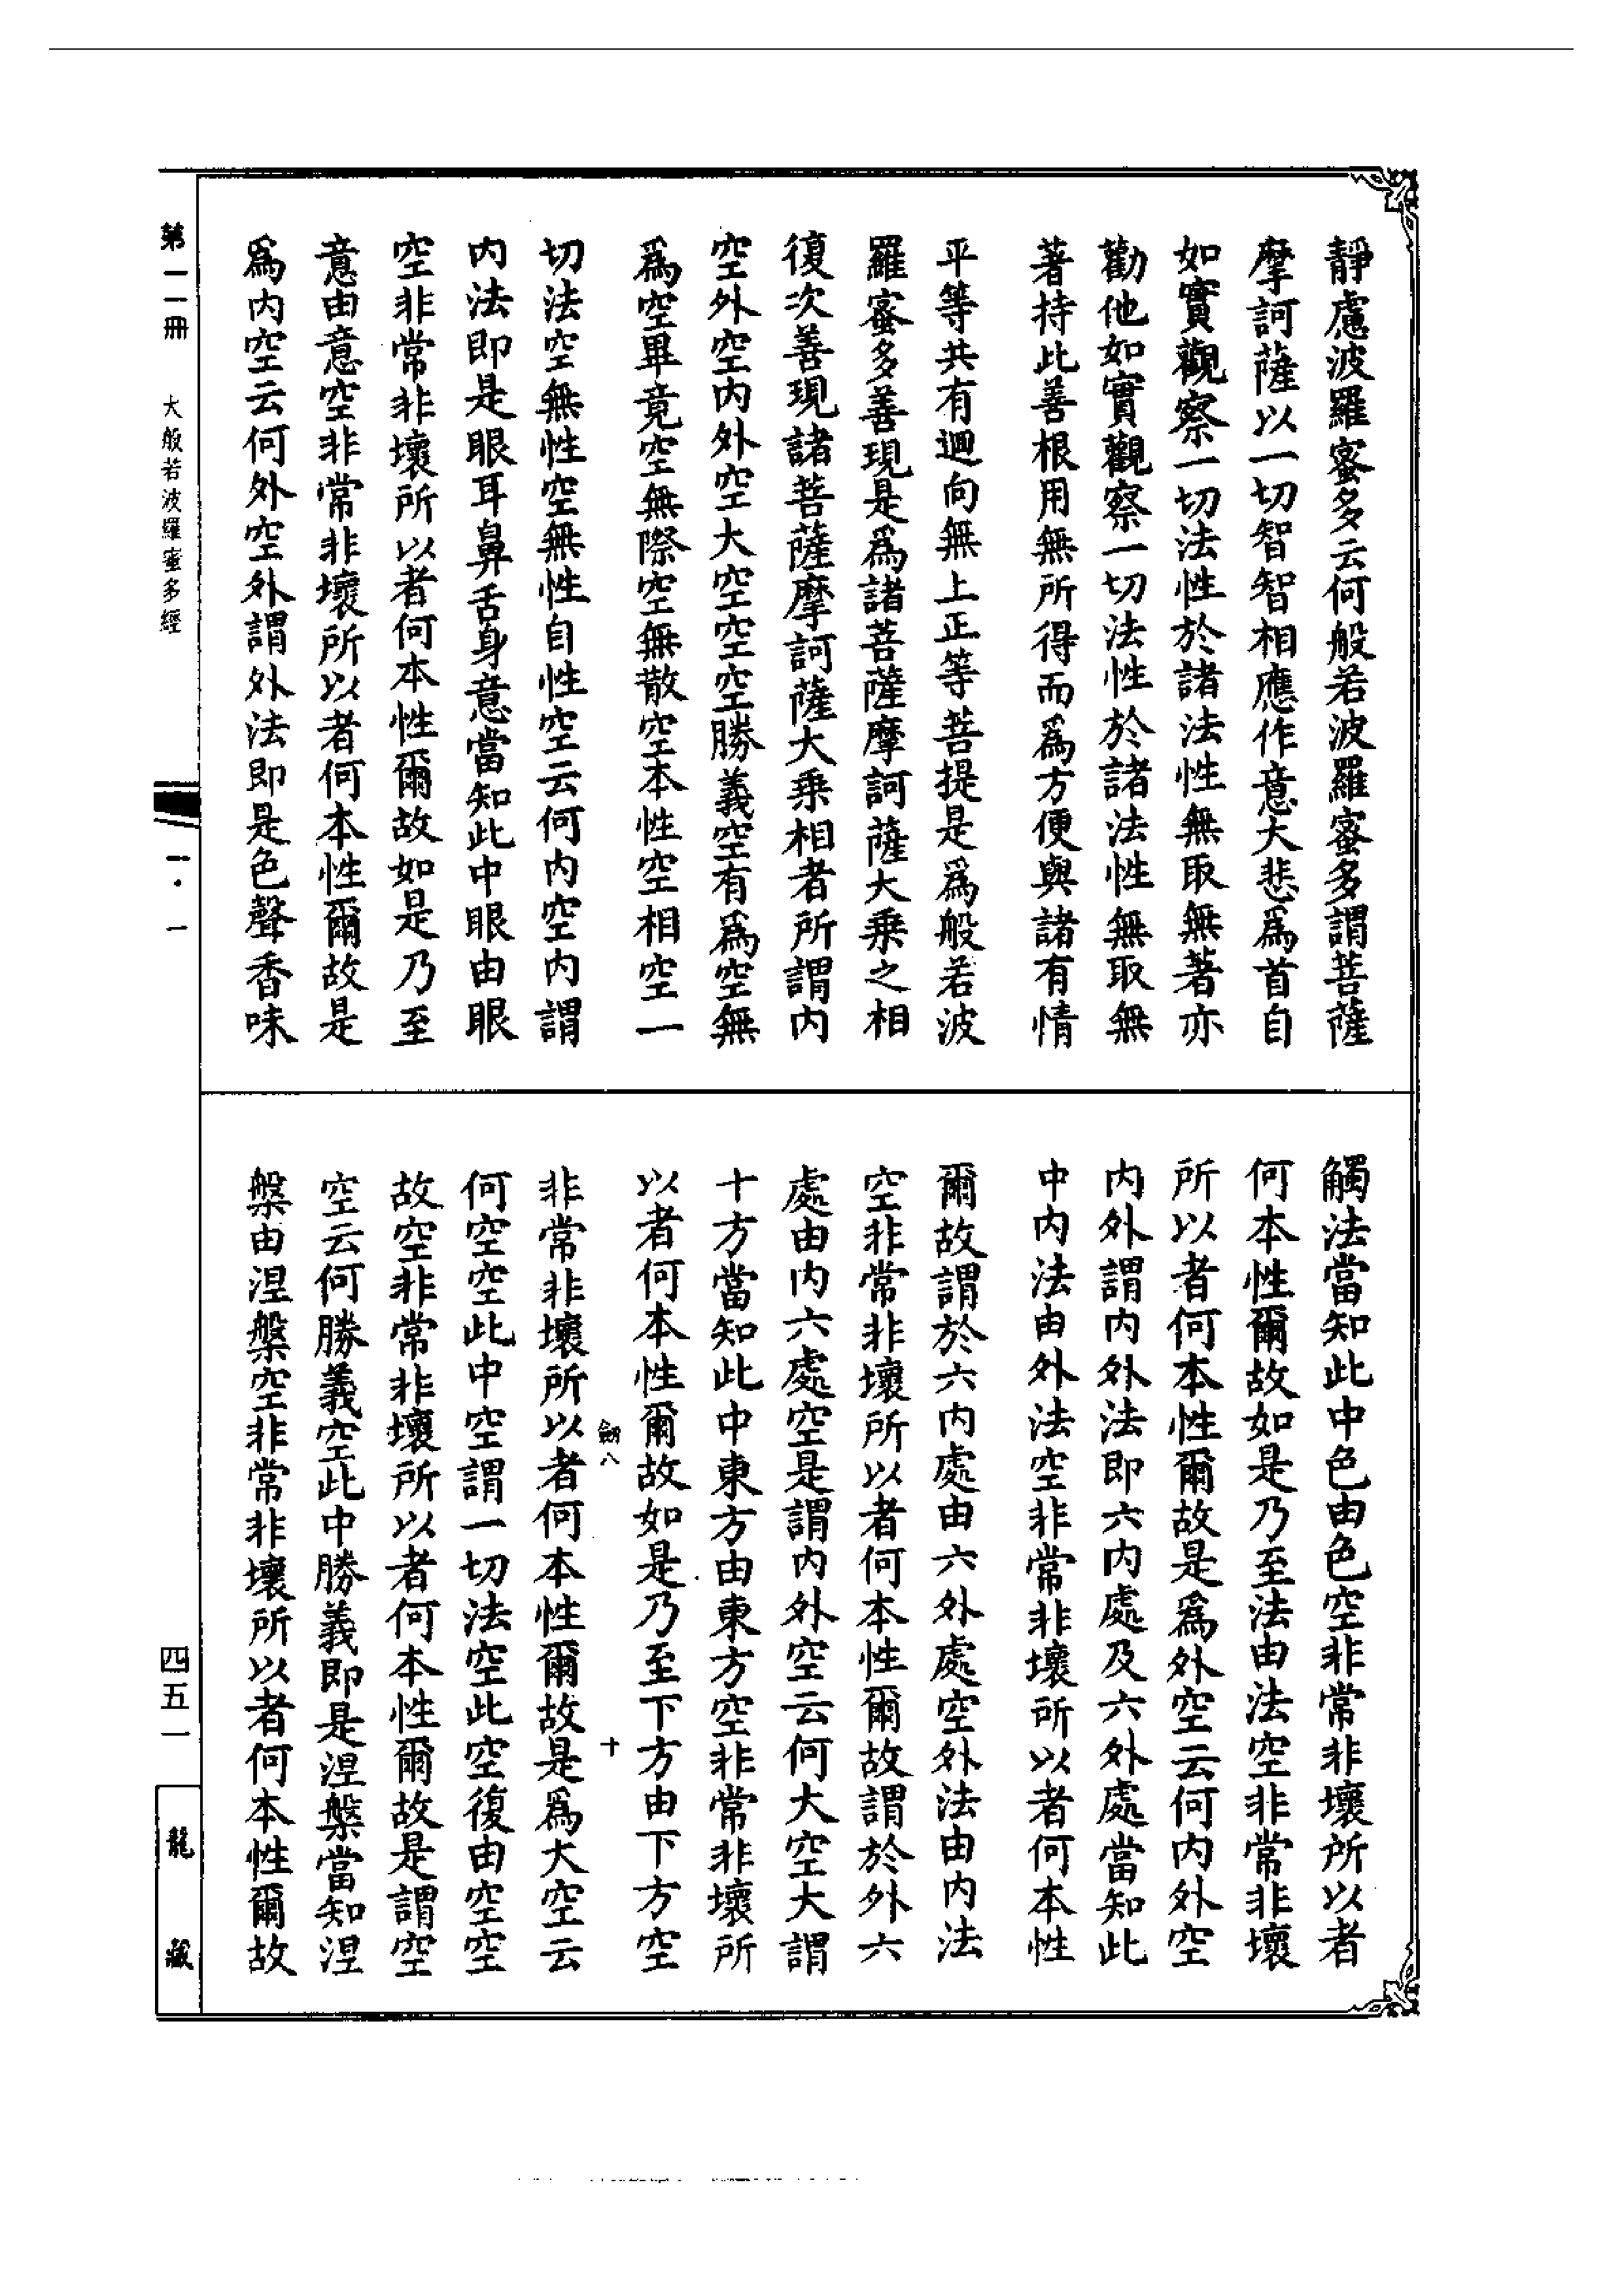 靜慮波羅蜜多云何般若波羅蜜多謂菩薩
摩訶薩以一切智智相應作意大悲爲首自
如實觀察一切法性於諸法性無取無著亦
勸他如實觀察一切法性於諸法性無取無
著持此善根用無所得而爲方便與諸有情
平等共有迴向無上正等菩提是爲般若波
羅蜜多善現是爲諸菩薩摩訶薩大乗之相
復次善現諸菩薩摩訶薩大乗相者所謂内
空外空内外空大空空空勝義空有爲空無
爲空畢竟空無際空無散空本性空相空一
切法空無性空無性自性空云何内空内謂
内法即是眼耳鼻舌身意當知此中眼由眼
空非常非壞所以者何本性爾故如是乃至
意由意空非常非壞所以者何本性爾故是
爲内空云何外空外謂外法即是色聲香味
觸法當知此中色由色空非常非壞所以者
何本性爾故如是乃至法由法空非常非壞
所以者何本性爾故是爲外空云何内外空
内外謂内外法即六内處及六外處當知此
中内法由外法空非常非壞所以者何本性
爾故謂於六内處由六外處空外法由内法
空非常非壞所以者何本性爾故謂於外六
處由内六處空是謂内外空云何大空大謂
十方當知此中東方由東方空非常非壞所
以者何本性爾故如是乃至下方由下方空
劒八 十
非常非壞所以者何本性爾故是爲大空云
何空空此中空謂一切法空此空復由空空
故空非常非壞所以者何本性爾故是謂空
空云何勝義空此中勝義即是涅槃當知涅
槃由涅槃空非常非壞所以者何本性爾故
第一一冊 大般若波羅蜜多經 一·一 四五一 龍藏